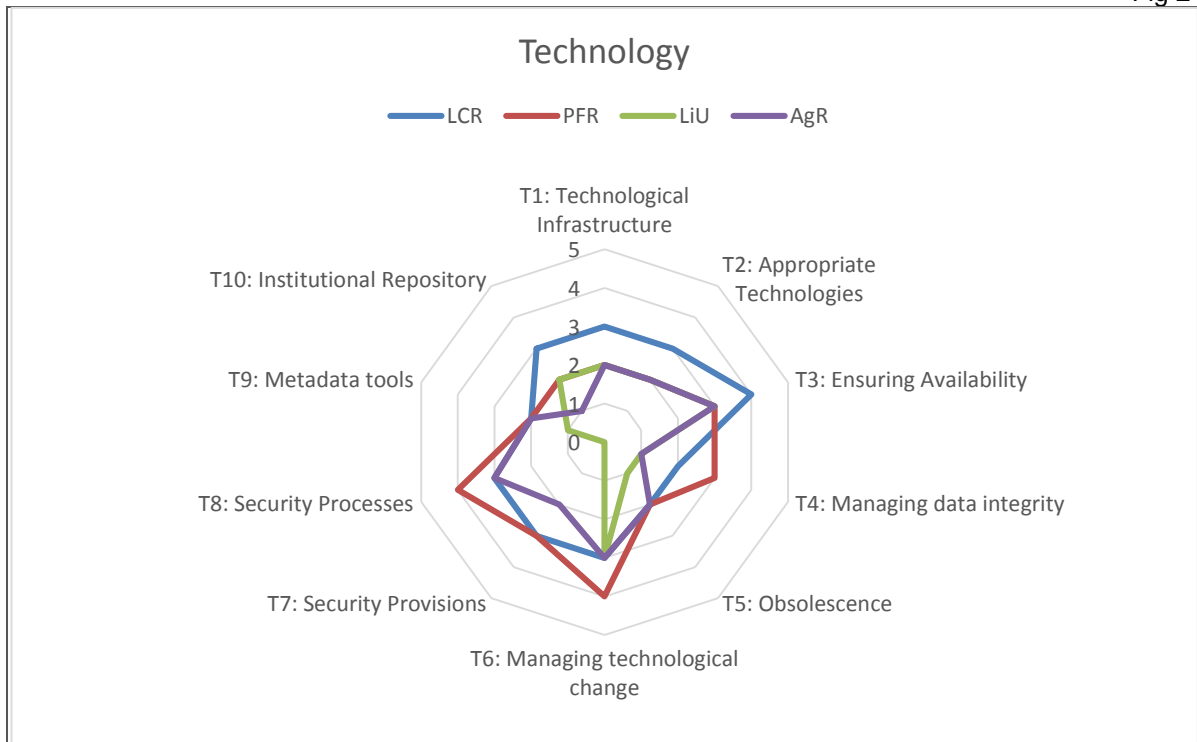 Fig 2
Technology
LCR PFR LiU AgR
T1: Technological
Infrastructure
T2: Appropriate
Technologies
T3: Ensuring Availability
T4: Managing data integrity
T5: Obsolescence
T6: Managing technological
change
T7: Security Provisions
T8: Security Processes
T9: Metadata tools
T10: Institutional Repository
5
4
3
2
1
0